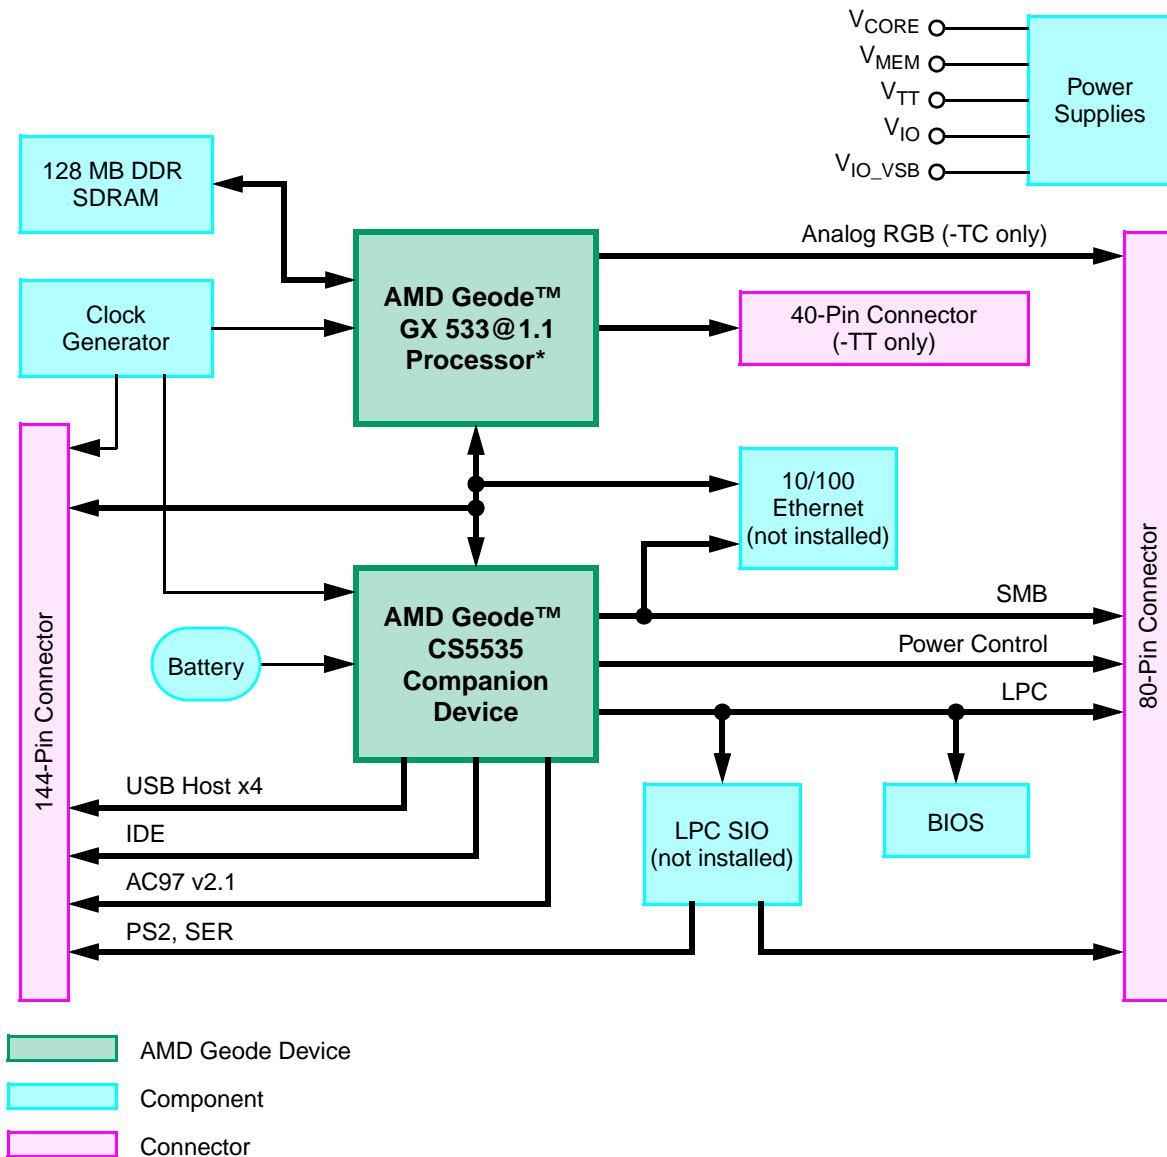 VCORE
VMEM
VTT
VIO
VIO_VSB
Power
Supplies
128 MB DDR
SDRAM
Analog RGB (-TC only)
Clock
Generator
AMD Geode™
GX 533@1.1
Processor*
40-Pin Connector
(-TT only)
10/100
Ethernet
(not installed)
144-Pin Connector
80-Pin Connector
Battery
AMD Geode™
CS5535
Companion
Device
SMB
Power Control
LPC
USB Host x4
IDE
AC97 v2.1
PS2, SER
LPC SIO
(not installed)
BIOS
AMD Geode Device
Component
Connector